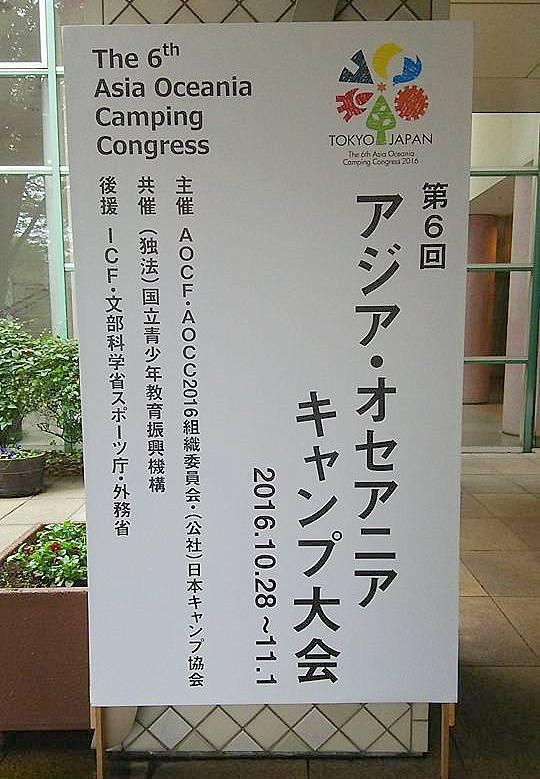 The 6th
Asia Oceania
Camping
Congress
TOKYO JAPAN
The 6th Asia Oceania
Camping Congress 2016
第6回
アジア・オセアニア
キャンプ大会
2016.10.28~11.1
主催 AOCF・AOCC2016組織委員会・(公社)日本キャンプ協会
共催 (独法)国立青少年教育振興機構
後援 ICF・文部科学省スポーツ庁・外務省